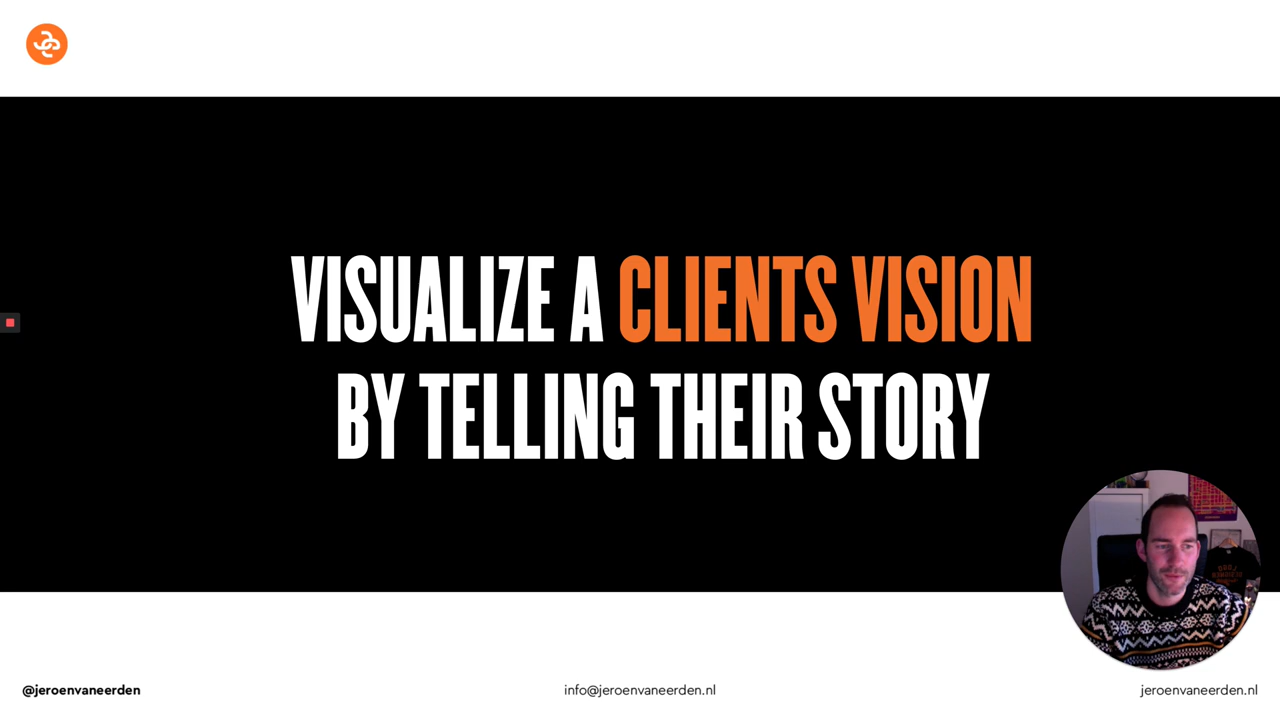 VISUALIZE A CLIENTS VISION
BY TELLING THEIR STORY
@jeroenvaneerden
info@jeroenvaneerden.nl
jeroenvaneerden.nl